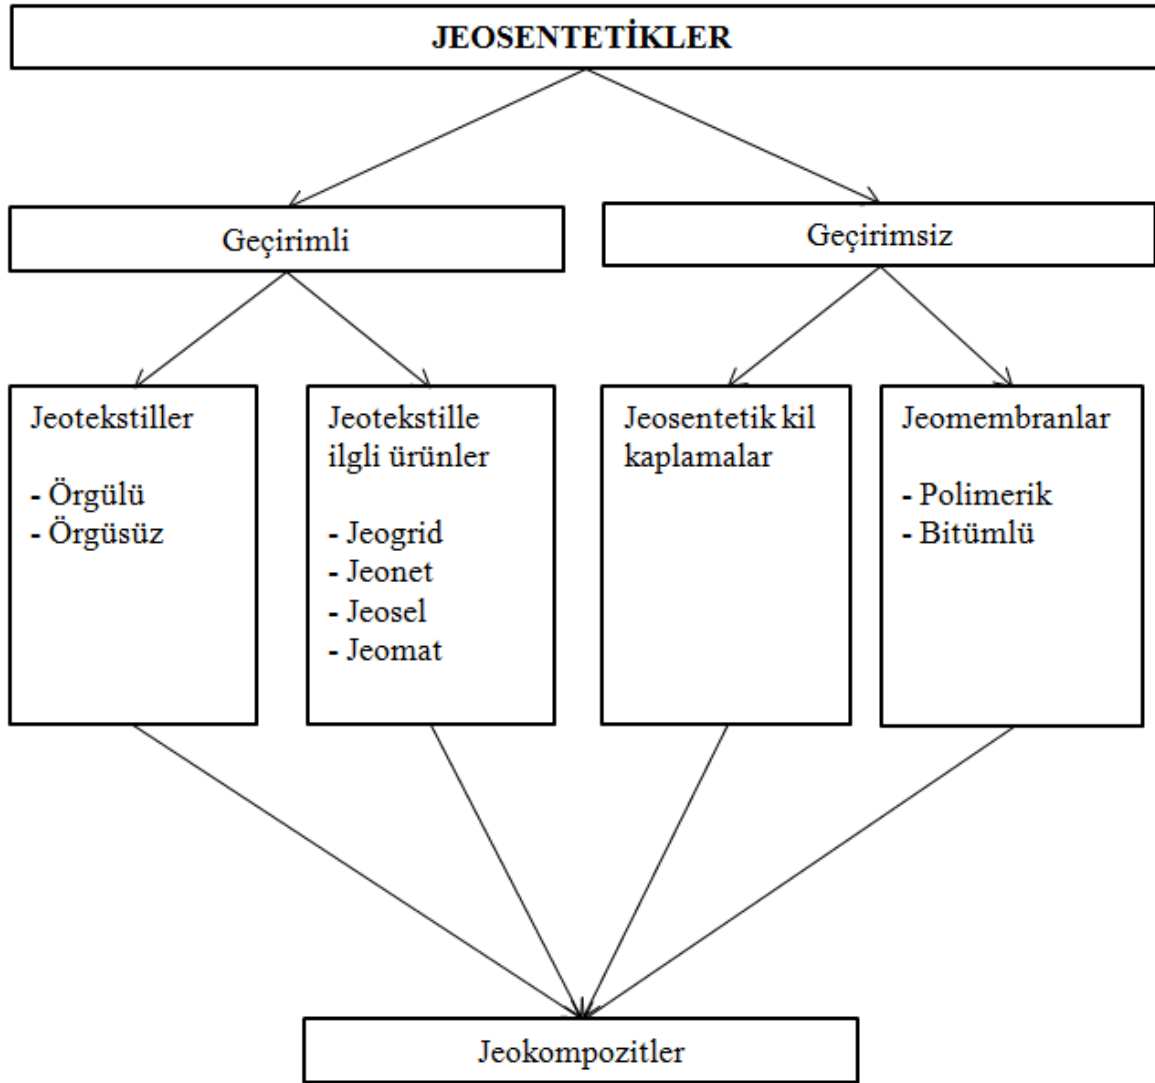 JEOSENTETİKLER
Geçirimli
Geçirimsiz
Jeotekstiller
- Örgülü
- Örgüsüz
Jeotekstille
ilgli ürünler
- Jeogrid
- Jeonet
- Jeosel
- Jeomat
Jeosentetik kil
kaplamalar
Jeomembranlar
- Polimerik
- Bitümlü
Jeokompozitler